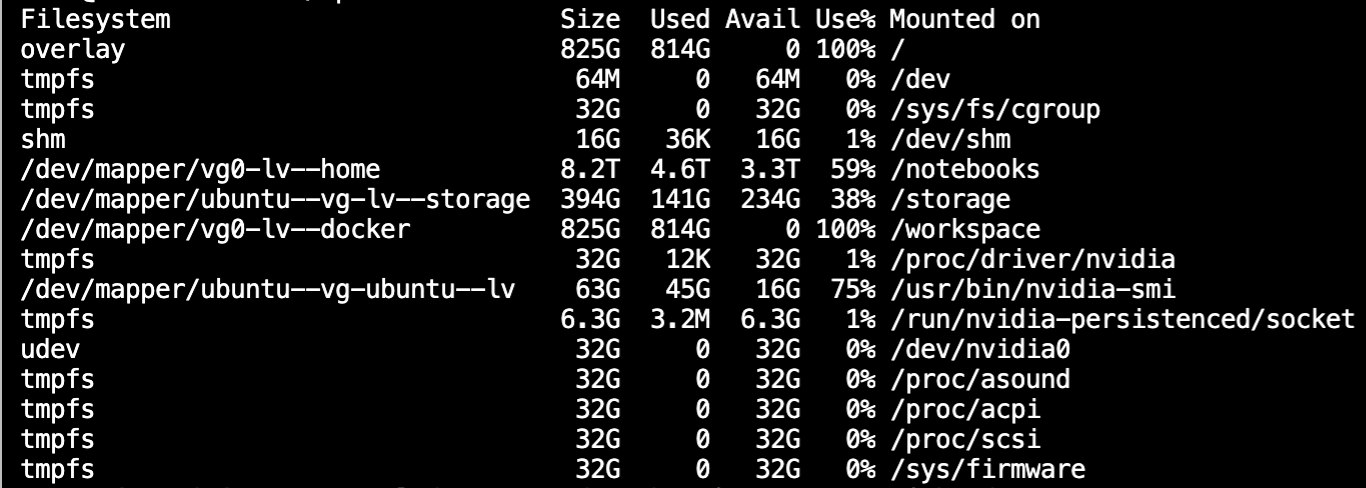 Filesystem Size Used Avail Use% Mounted on
overlay 825G 814G 0 100% /
tmpfs 64M 0 64M 0% /dev
tmpfs 32G 0 32G 0% /sys/fs/cgroup
shm 16G 36K 16G 1% /dev/shm
/dev/mapper/vg0-lv--home 8.2T 4.6T 3.3T 59% /notebooks
/dev/mapper/ubuntu--vg-lv--storage 394G 141G 234G 38% /storage
/dev/mapper/vg0-lv--docker 825G 814G 0 100% /workspace
tmpfs 32G 12K 32G 1% /proc/driver/nvidia
/dev/mapper/ubuntu--vg-ubuntu--lv 63G 45G 16G 75% /usr/bin/nvidia-smi
tmpfs 6.3G 3.2M 6.3G 1% /run/nvidia-persistenced/socket
udev 32G 0 32G 0% /dev/nvidia0
tmpfs 32G 0 32G 0% /proc/asound
tmpfs 32G 0 32G 0% /proc/acpi
tmpfs 32G 0 32G 0% /proc/scsi
tmpfs 32G 0 32G 0% /sys/firmware